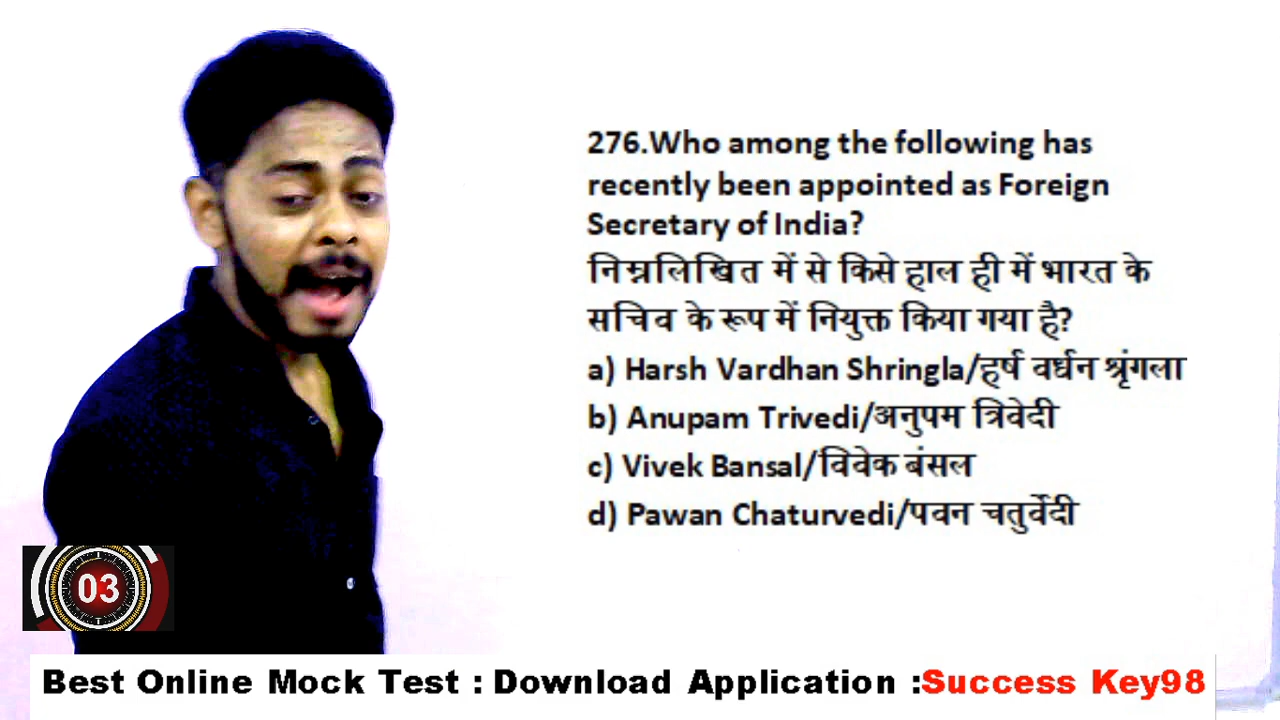 276.Who among the following has
recently been appointed as Foreign
Secretary of India?
निम्नलिखित में से किसे हाल ही में भारत के
सचिव के रूप में नियुक्त किया गया है?
a) Harsh Vardhan Shringla/हर्ष वर्धन श्रृंगला
b) Anupam Trivedi/अनुपम त्रिवेदी
c) Vivek Bansal/विवेक बंसल
d) Pawan Chaturvedi/पवन चतुर्वेदी
03
Best Online Mock Test : Download Application :Success Key98